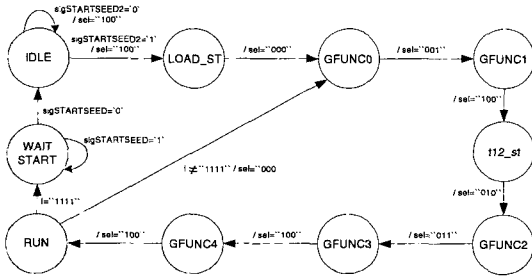 sigSTARTSEED2=`0`
/ sel=``100``
sigSTARTSEED2=`1`
/ sel=``100``
/ sel=``000``
/ sel=``001``
IDLE
LOAD_ST
GFUNC0
GFUNC1
sigSTARTSEED=`0`
/ sel=``100``
WAIT
START
sigSTARTSEED=`1`
t12_st
i ≠``1111`` / sel=``000
i=``1111``
/ sel=``010``
/ sel=``100``
/ sel=``100``
/ sel=``100``
/ sel=``011``
RUN
GFUNC4
GFUNC3
GFUNC2